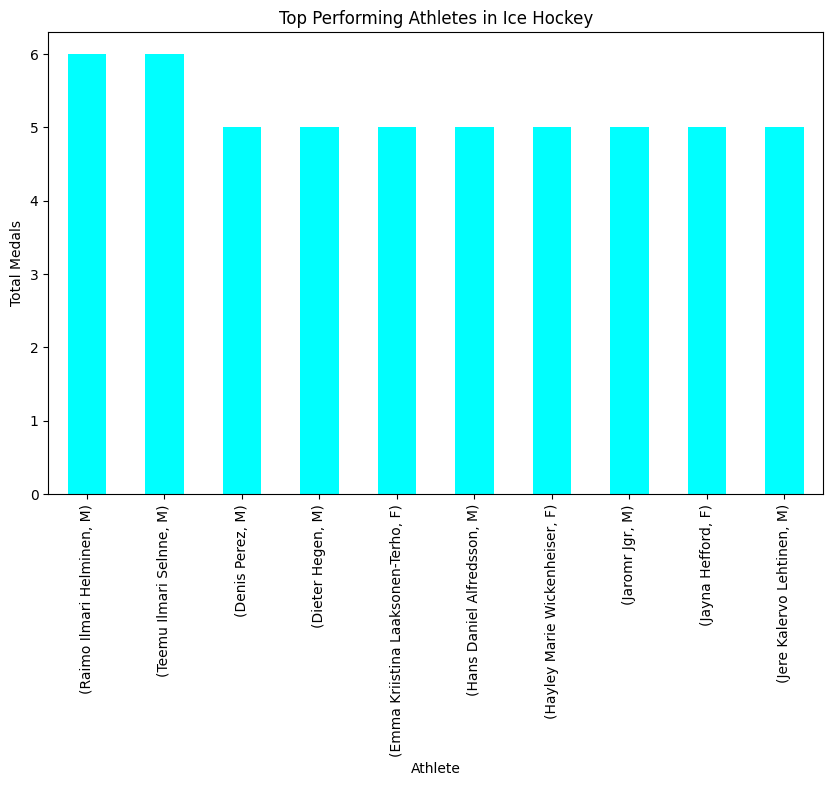 Top Performing Athletes in Ice Hockey
Total Medals
6
5
4
3
2
1
0
(Raimo Ilmari Helminen, M)
(Teemu Ilmari Selnne, M)
(Denis Perez, M)
(Dieter Hegen, M)
(Emma Kriistina Laaksonen-Terho, F)
(Hans Daniel Alfredsson, M)
(Hayley Marie Wickenheiser, F)
(Jaromr Jgr, M)
(Jayna Hefford, F)
(Jere Kalervo Lehtinen, M)
Athlete